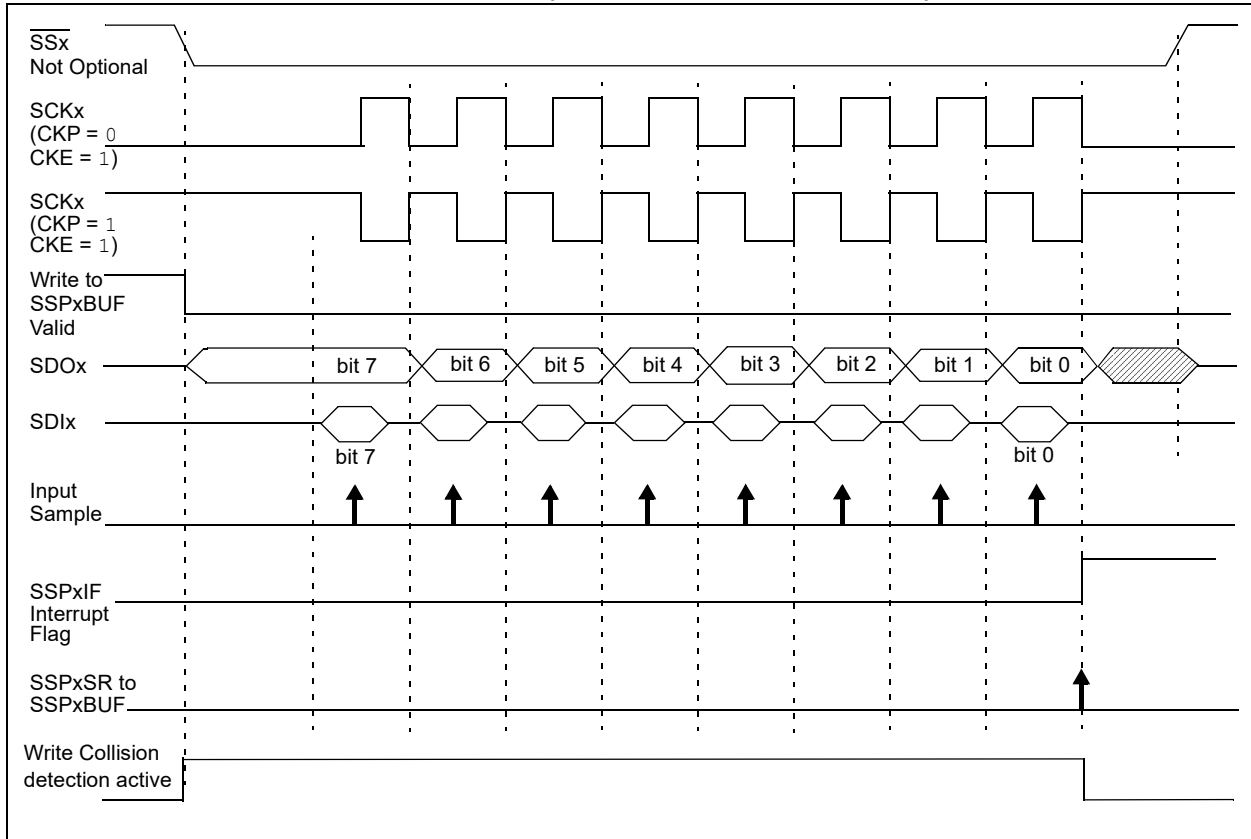 SSx
Not Optional
SCKx
(CKP = 0
CKE = 1)
SCKx
(CKP = 1
CKE = 1)
Write to
SSPxBUF
Valid
SDOx
bit 7
bit 6
bit 5
bit 4
bit 3
bit 2
bit 1
bit 0
SDIx
bit 7
bit 0
Input
Sample
SSPxIF
Interrupt
Flag
SSPxSR to
SSPxBUF
Write Collision
detection active